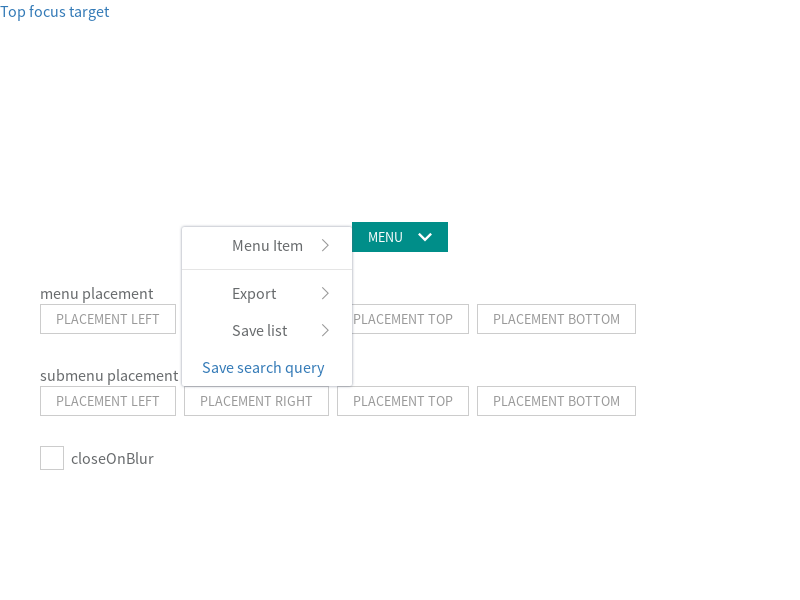 Top focus target
MENU
Menu Item
menu placement
Export
PLACEMENT LEFT
PLACEMENT TOP
PLACEMENT BOTTOM
Save list
Save search query
submenu placement
PLACEMENT LEFT
PLACEMENT RIGHT
PLACEMENT TOP
PLACEMENT BOTTOM
closeOnBlur